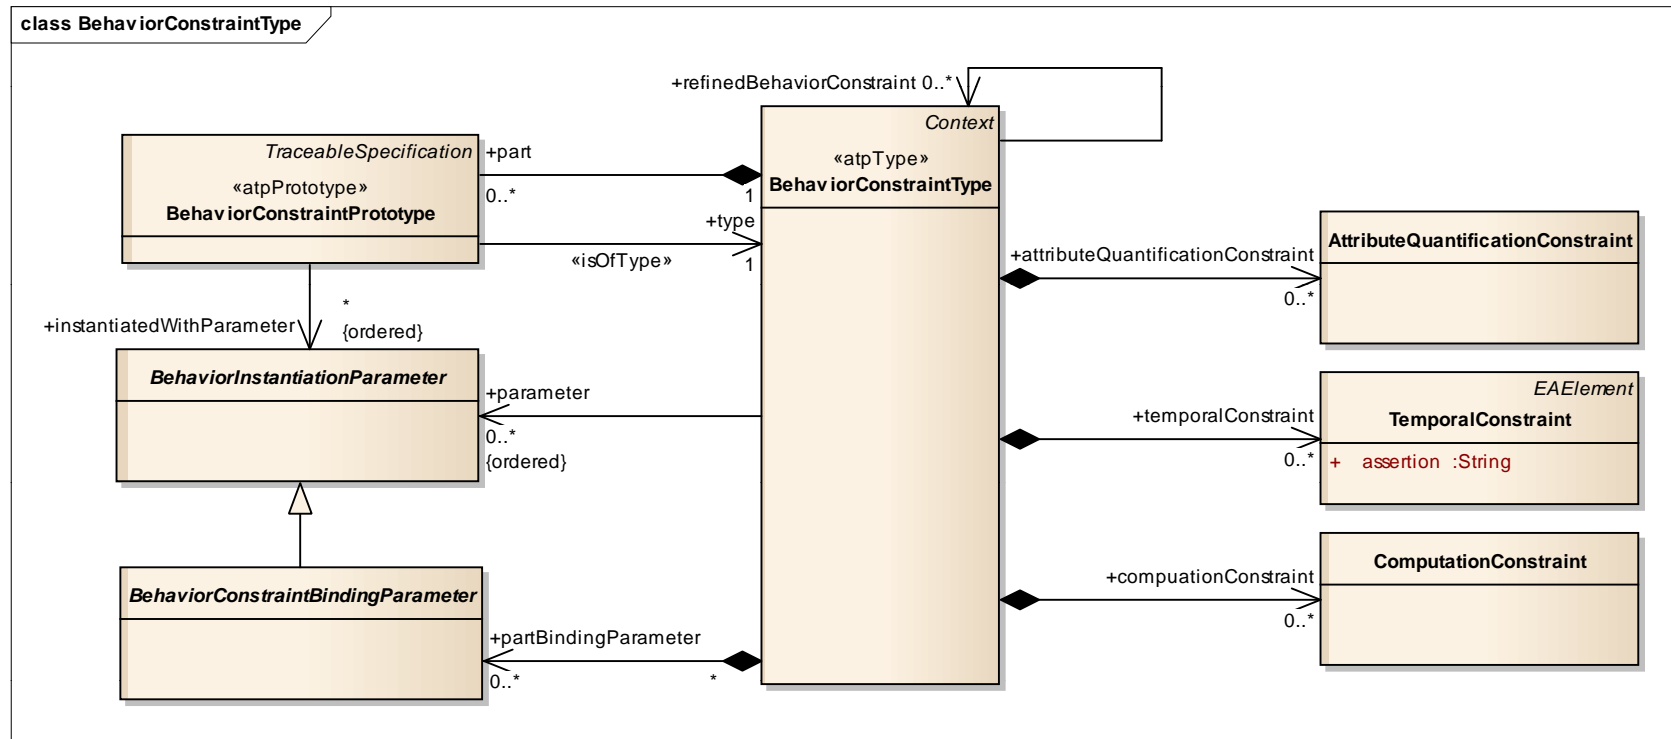 class BehaviorConstraintType
+refinedBehaviorConstraint 0..*
TraceableSpecification
«atpPrototype»
BehaviorConstraintPrototype
+part
0..*
1
+type
«isOfType»
1
Context
«atpType»
BehaviorConstraintType
+instantiatedWithParameter
*
{ordered}
BehaviorInstantiationParameter
+parameter
0..*
{ordered}
BehaviorConstraintBindingParameter
+partBindingParameter
0..*
*
+attributeQuantificationConstraint
0..*
AttributeQuantificationConstraint
+temporalConstraint
0..*
EAElement
TemporalConstraint
+ assertion :String
+compuationConstraint
0..*
ComputationConstraint